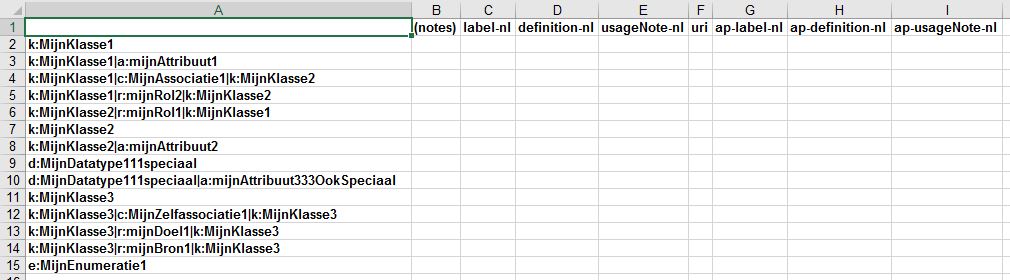 A B C D E F G H I
1 (notes) label-nl definition-nl usageNote-nl uri ap-label-nl ap-definition-nl ap-usageNote-nl
2 k:MijnKlasse1
3 k:MijnKlasse1|a:mijnAttribuut1
4 k:MijnKlasse1|c:MijnAssociatie1|k:MijnKlasse2
5 k:MijnKlasse1|r:mijnRol2|k:MijnKlasse2
6 k:MijnKlasse2|r:mijnRol1|k:MijnKlasse1
7 k:MijnKlasse2
8 k:MijnKlasse2|a:mijnAttribuut2
9 d:MijnDatatype111speciaal
10 d:MijnDatatype111speciaal|a:mijnAttribuut333OokSpeciaal
11 k:MijnKlasse3
12 k:MijnKlasse3|c:MijnZelfassociatie1|k:MijnKlasse3
13 k:MijnKlasse3|r:mijnDoel1|k:MijnKlasse3
14 k:MijnKlasse3|r:mijnBron1|k:MijnKlasse3
15 e:MijnEnumeratie1